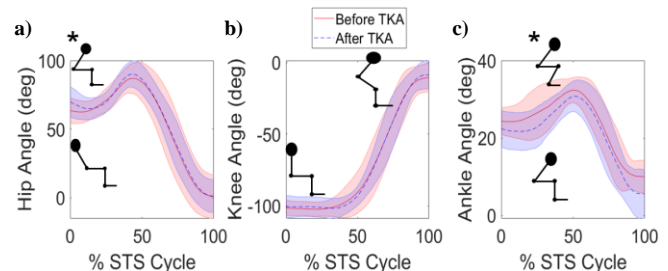 a)
*
b)
Before TKA
After TKA
c)
*
Hip Angle (deg)
100
50
0
0
50
100
% STS Cycle
Knee Angle (deg)
0
-50
-100
0
50
100
% STS Cycle
Ankle Angle (deg)
40
20
0
0
50
100
% STS Cycle